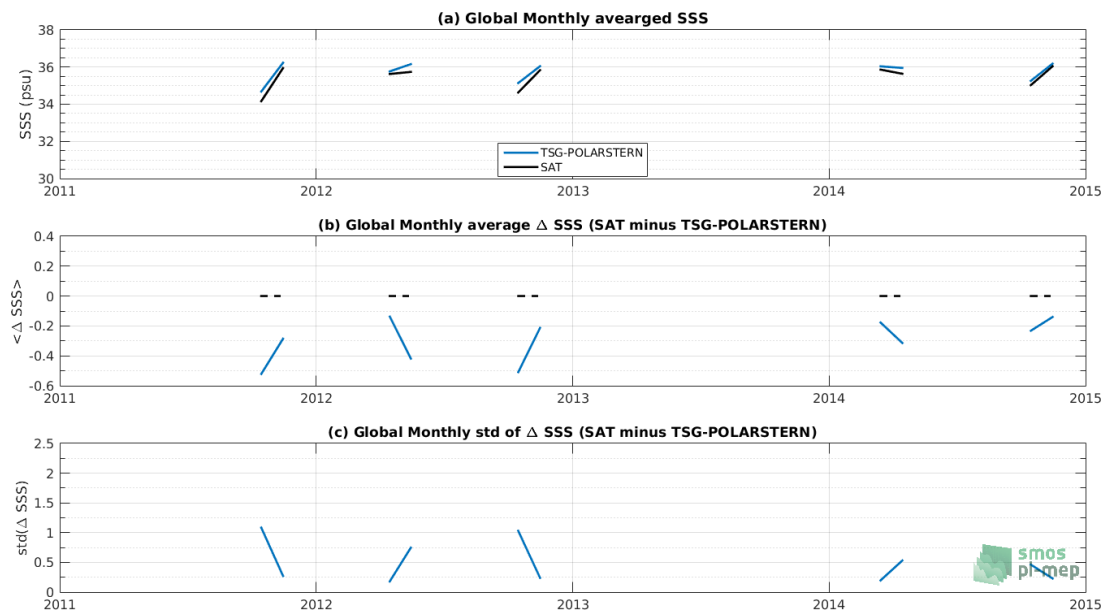 (a) Global Monthly avearged SSS
38
36
34
32
30
SSS (psu)
TSG-POLARSTERN
SAT
2011 2012 2013 2014 2015
(b) Global Monthly average Δ SSS (SAT minus TSG-POLARSTERN)
0.4
0.2
0
-0.2
-0.4
-0.6
<Δ SSS>
2011 2012 2013 2014 2015
(c) Global Monthly std of Δ SSS (SAT minus TSG-POLARSTERN)
2.5
2
1.5
1
0.5
0
std(Δ SSS)
smos
pi-mep
2011 2012 2013 2014 2015